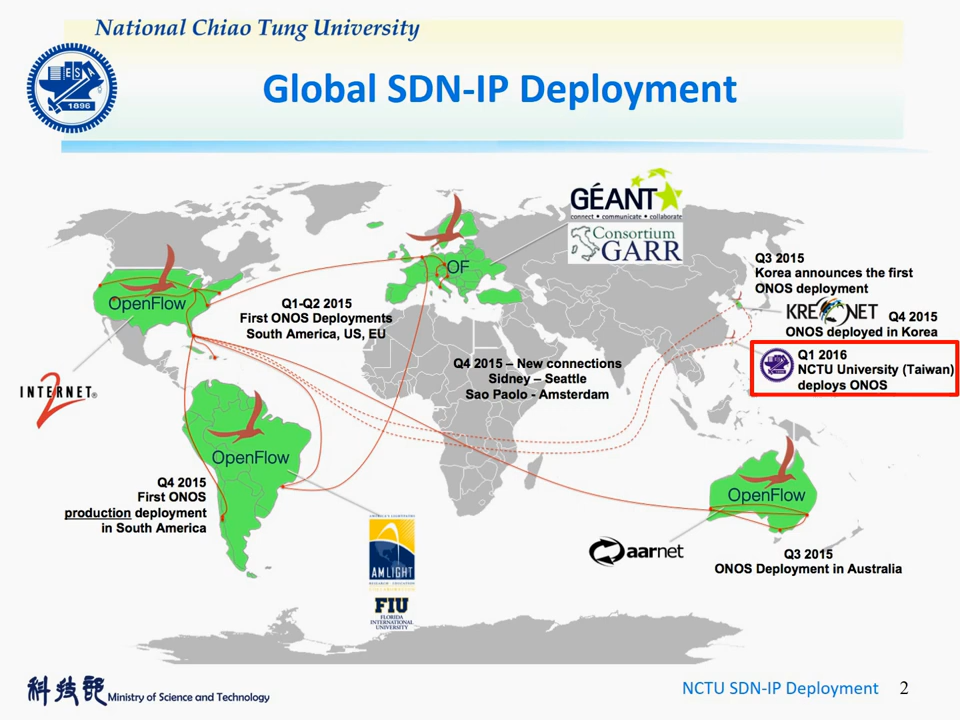 National Chiao Tung University
ES
1896
Global SDN-IP Deployment
GÉANT
connect • communicate • collaborate
Consortium
GARR
OF
OpenFlow
Q1-Q2 2015
First ONOS Deployments
South America, US, EU
Q3 2015
Korea announces the first
ONOS deployment
KREONET Q4 2015
ONOS deployed in Korea
Q1 2016
NCTU University (Taiwan)
deploys ONOS
Q4 2015 – New connections
Sidney – Seattle
Sao Paolo - Amsterdam
INTERNET®
2
OpenFlow
Q4 2015
First ONOS
production deployment
in South America
OpenFlow
aarnet
Q3 2015
ONOS Deployment in Australia
AMLIGHT
FIU
FLORIDA
INTERNATIONAL
UNIVERSITY
科技部 Ministry of Science and Technology
NCTU SDN-IP Deployment 2